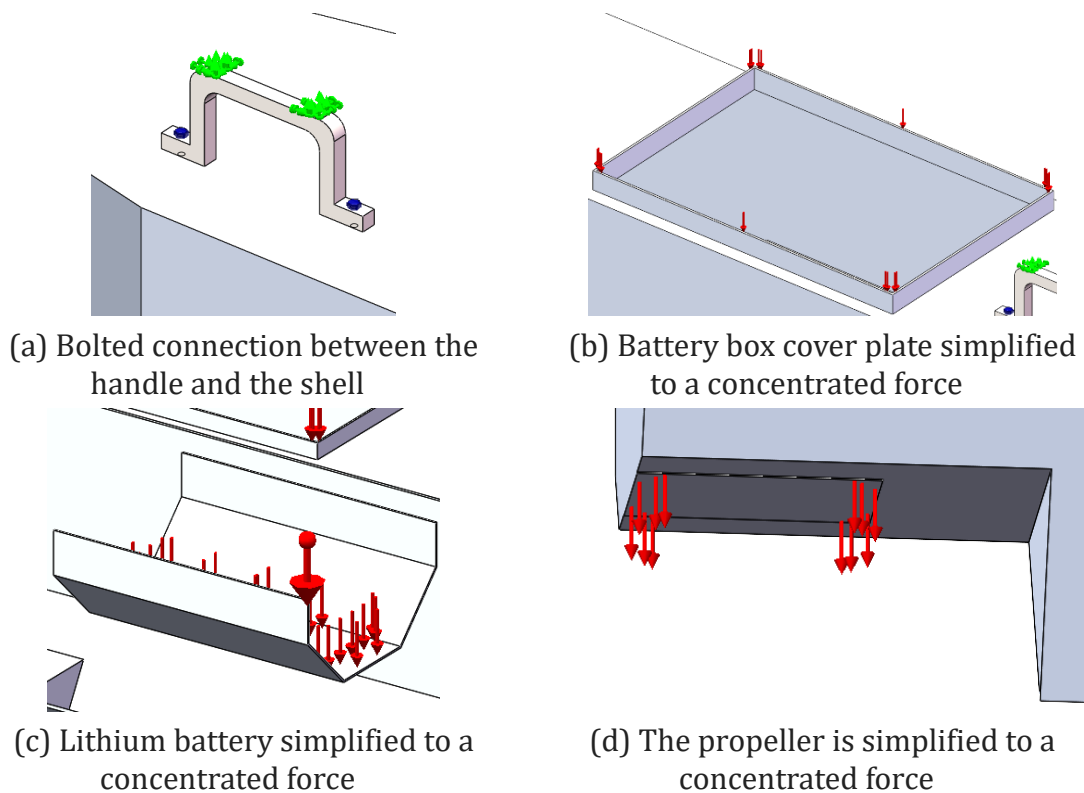 (a) Bolted connection between the
handle and the shell
(b) Battery box cover plate simplified
to a concentrated force
(c) Lithium battery simplified to a
concentrated force
(d) The propeller is simplified to a
concentrated force